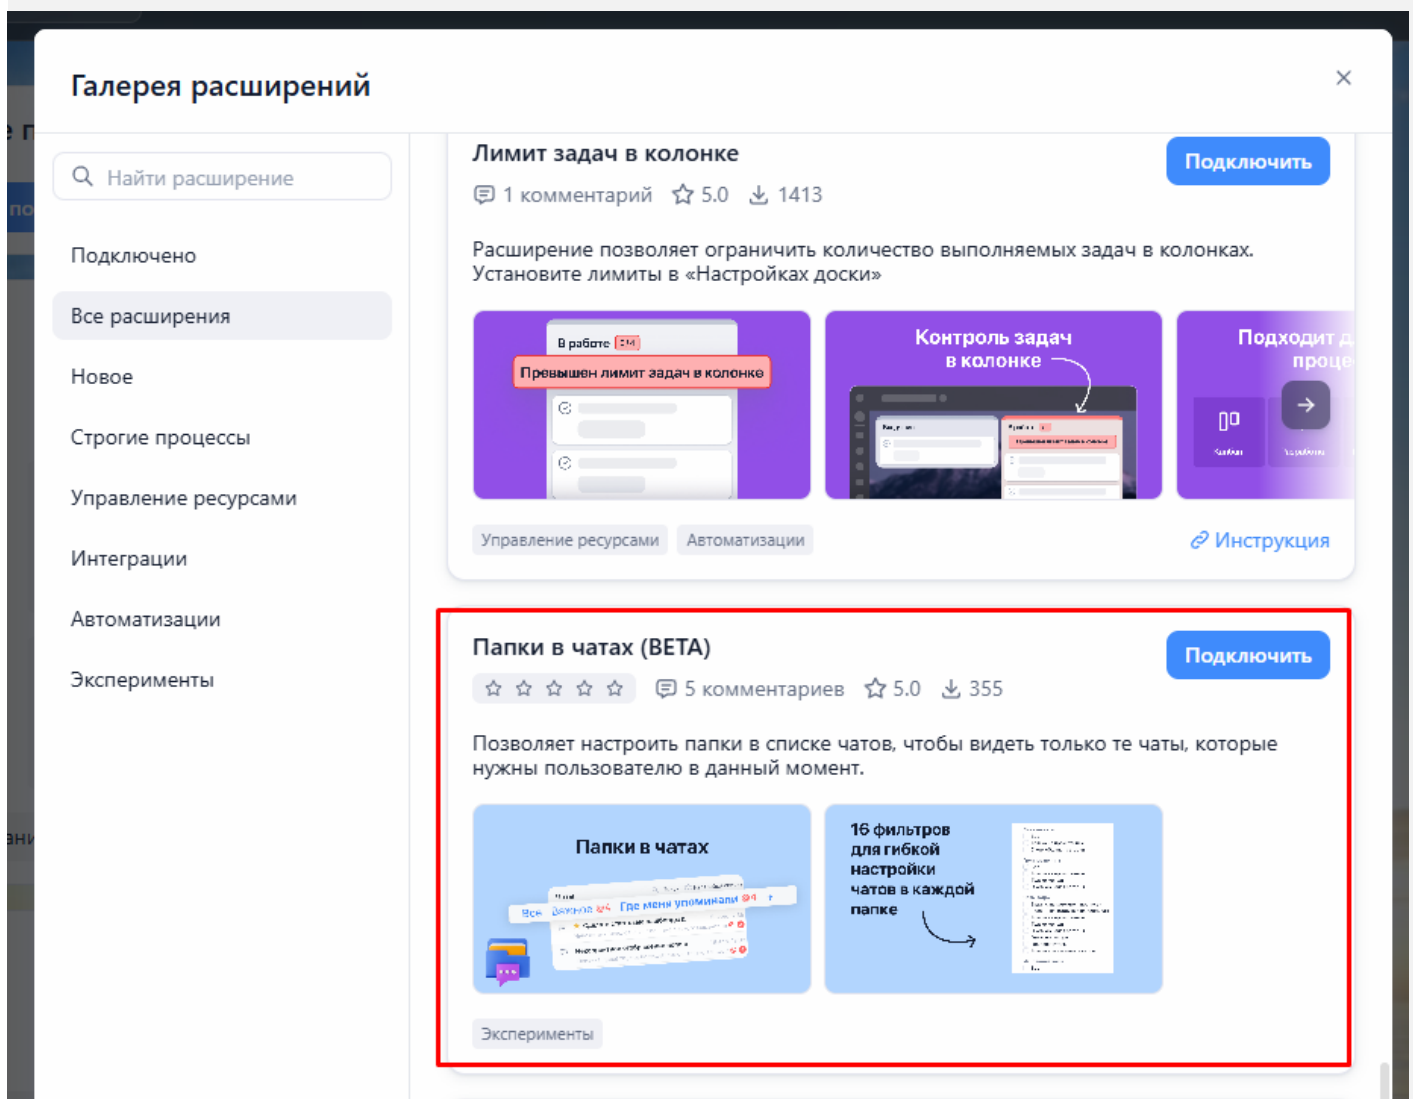 Галерея расширений
Найти расширение
Подключено
Все расширения
Новое
Строгие процессы
Управление ресурсами
Интеграции
Автоматизации
Эксперименты
Лимит задач в колонке
Подключить
1 комментарий 5.0 1413
Расширение позволяет ограничить количество выполняемых задач в колонках.
Установите лимиты в «Настройках доски»
В работе
Превышен лимит задач в колонке
Контроль задач
в колонке
Подходит д
проце
Управление ресурсами Автоматизации
Инструкция
Папки в чатах (BETA)
Подключить
5 комментариев 5.0 355
Позволяет настроить папки в списке чатов, чтобы видеть только те чаты, которые
нужны пользователю в данный момент.
Папки в чатах
Все Важное Где меня упоминали
16 фильтров
для гибкой
настройки
чатов в каждой
папке
Эксперименты